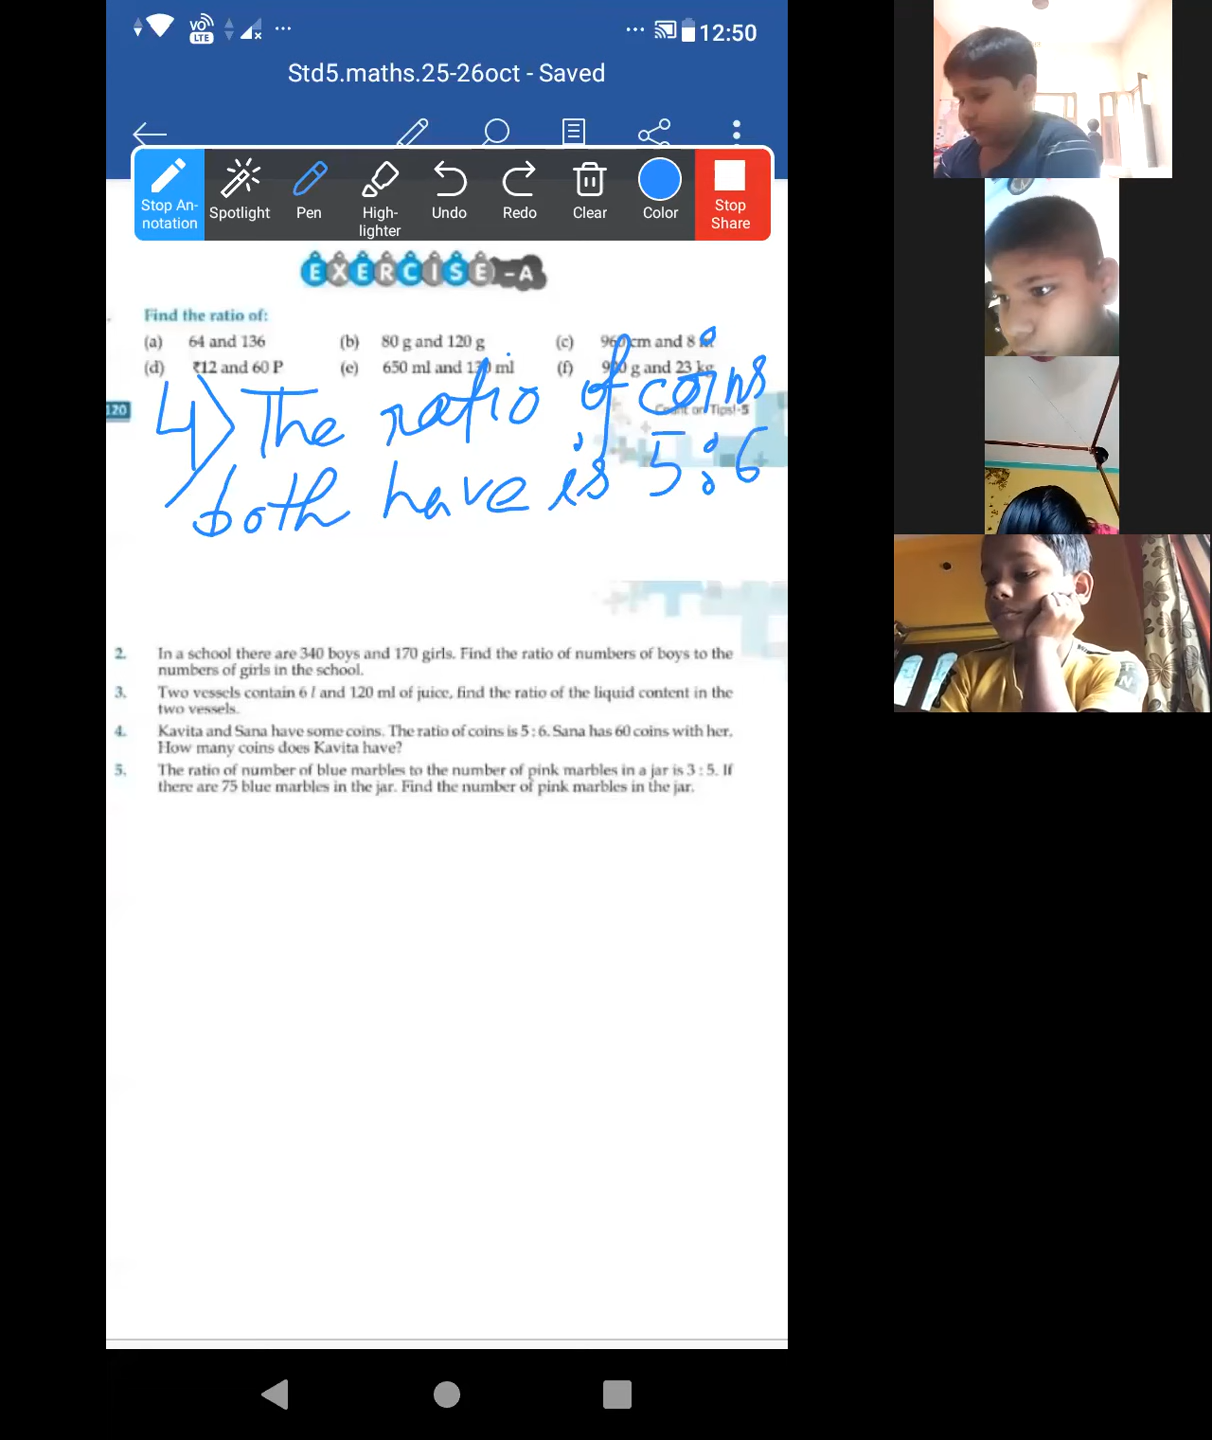 VO LTE ... ... 12:50
Std5.maths.25-26oct - Saved
Stop An-notation Spotlight Pen High-lighter Undo Redo Clear Color Stop Share
EXERCISE-A
Find the ratio of:
(a) 64 and 136 (b) 80 g and 120 g (c) 960 cm and 8
(d) ₹12 and 60 P (e) 650 ml and 130 ml (f) g and 23 kg
120 Count on Tips!-5
4) The ratio of coins
both have is 5:6
2. In a school there are 340 boys and 170 girls. Find the ratio of numbers of boys to the
numbers of girls in the school.
3. Two vessels contain 6 l and 120 ml of juice, find the ratio of the liquid content in the
two vessels.
4. Kavita and Sana have some coins. The ratio of coins is 5 : 6. Sana has 60 coins with her.
How many coins does Kavita have?
5. The ratio of number of blue marbles to the number of pink marbles in a jar is 3 : 5. If
there are 75 blue marbles in the jar. Find the number of pink marbles in the jar.